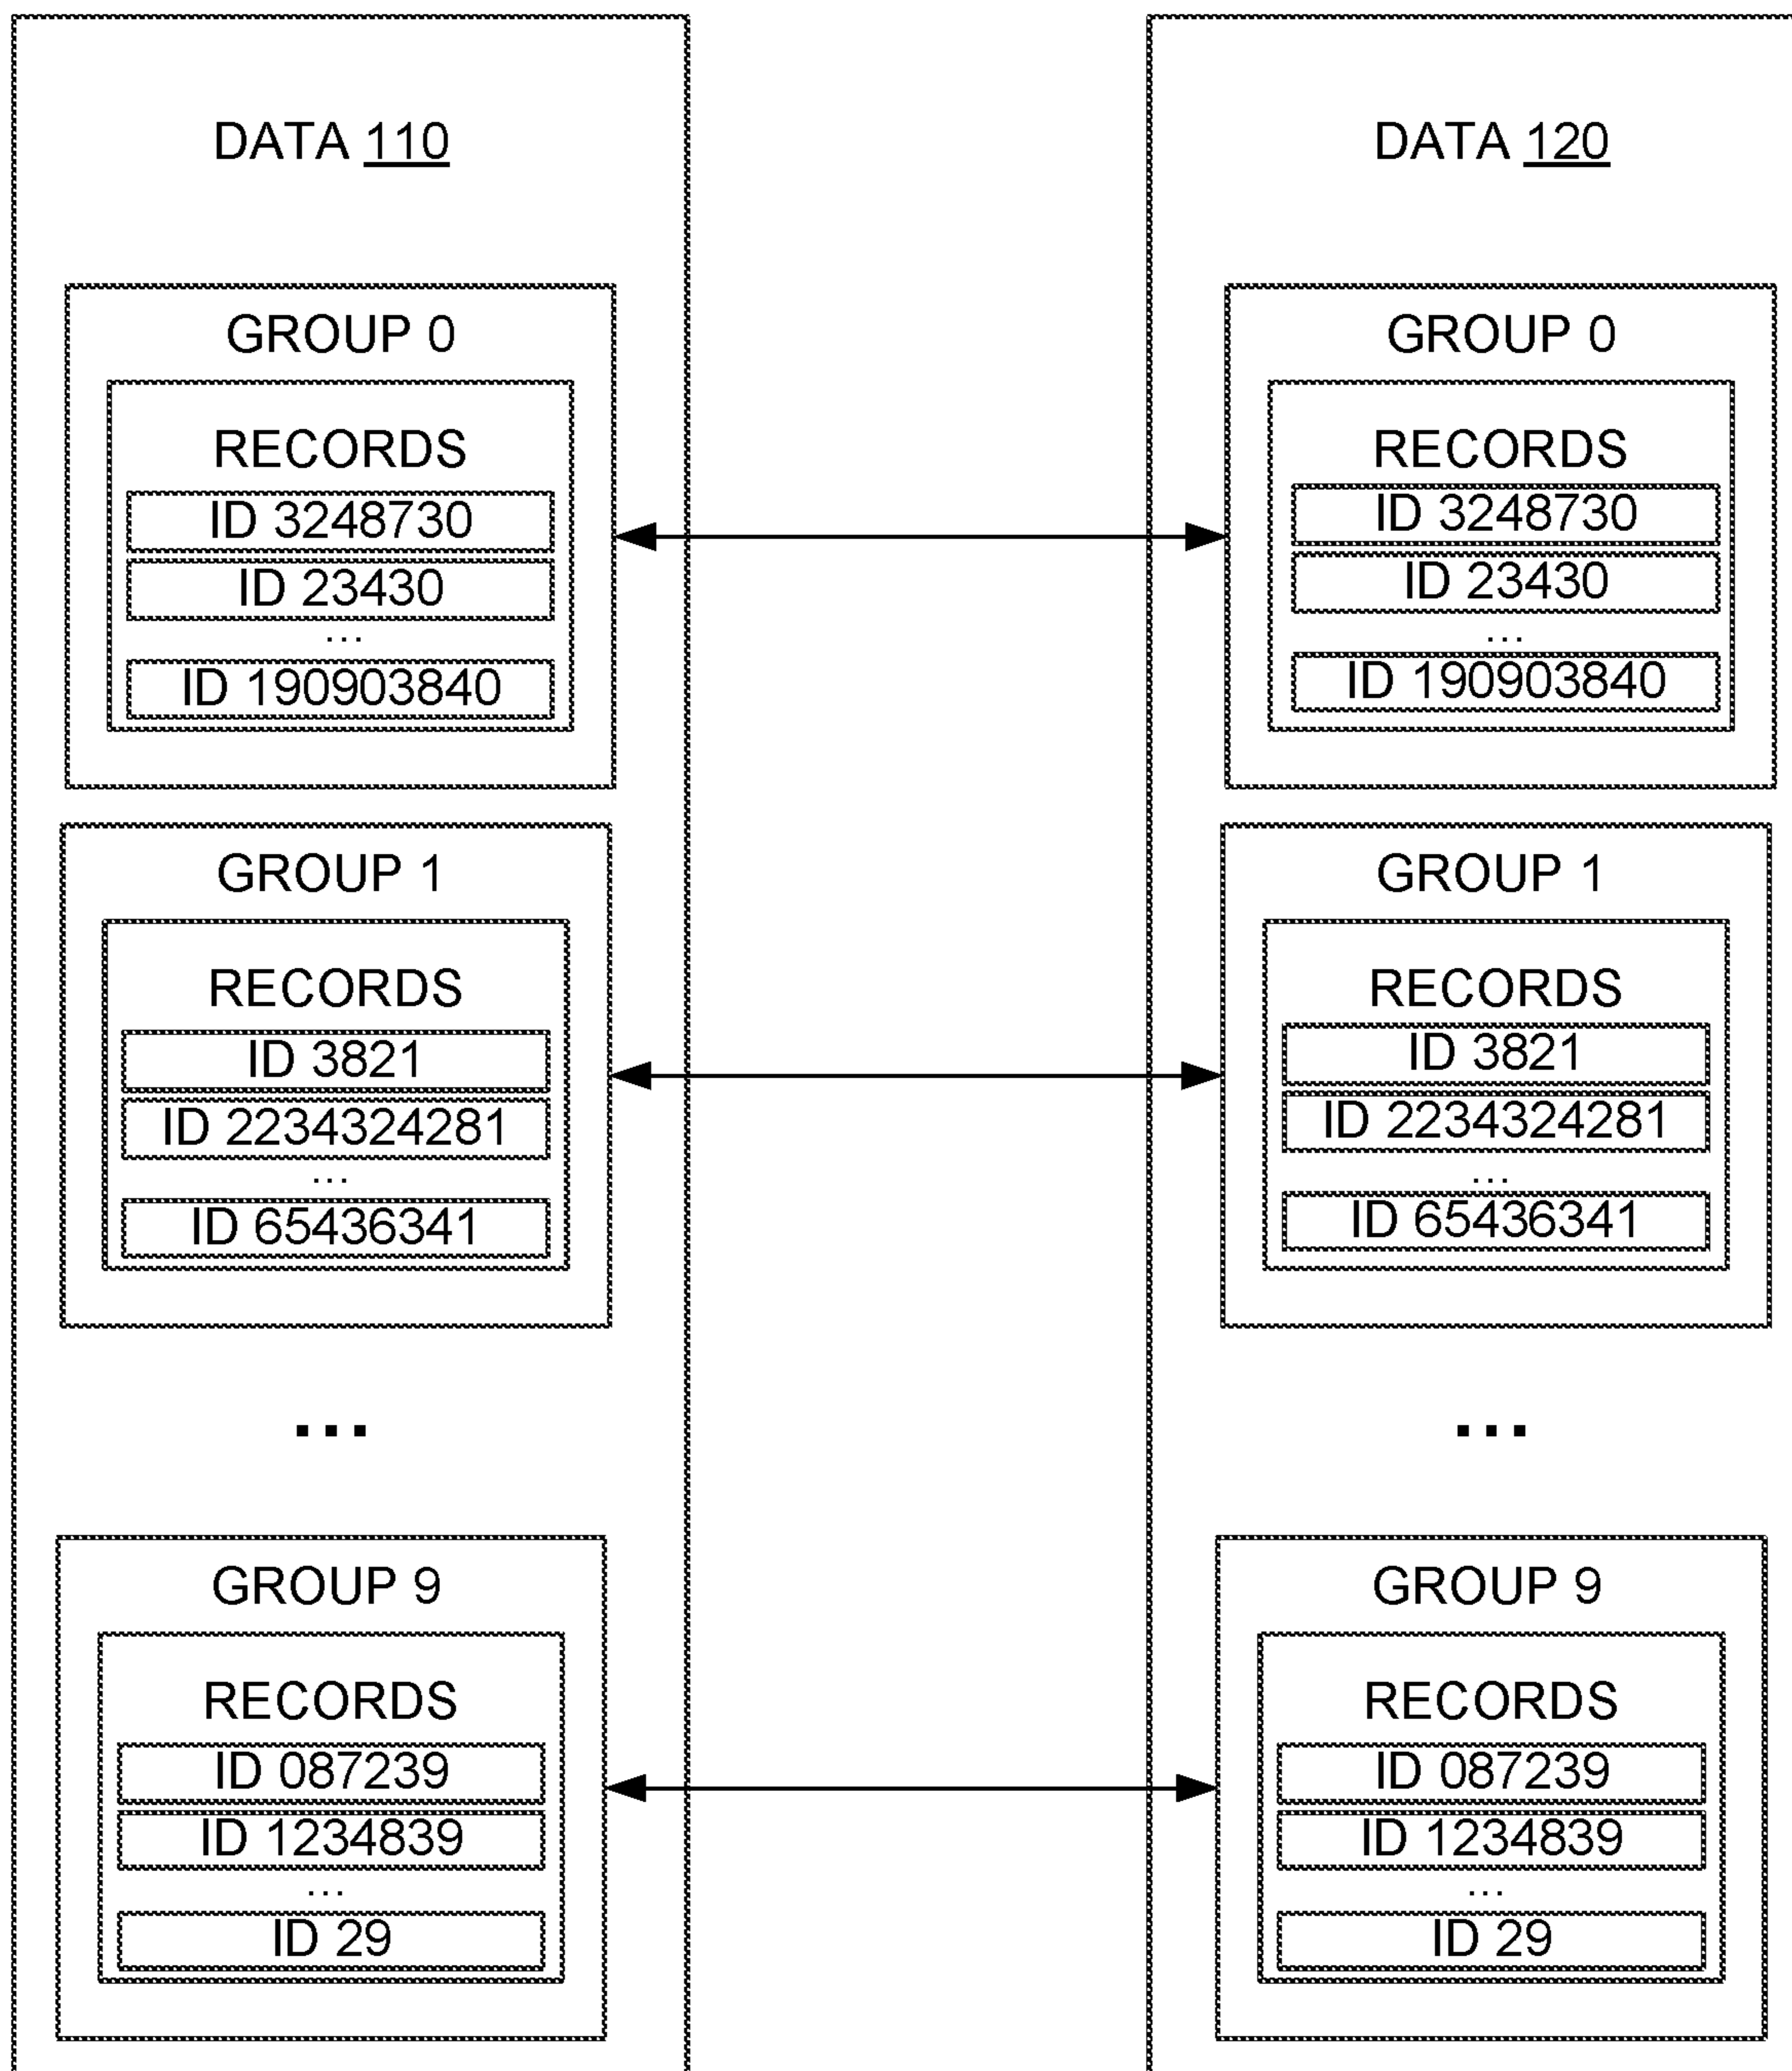 DATA 110
GROUP 0
RECORDS
ID 3248730
ID 23430
...
ID 190903840
GROUP 1
RECORDS
ID 3821
ID 2234324281
...
ID 65436341
...
GROUP 9
RECORDS
ID 087239
ID 1234839
...
ID 29
DATA 120
GROUP 0
RECORDS
ID 3248730
ID 23430
...
ID 190903840
GROUP 1
RECORDS
ID 3821
ID 2234324281
...
ID 65436341
...
GROUP 9
RECORDS
ID 087239
ID 1234839
...
ID 29